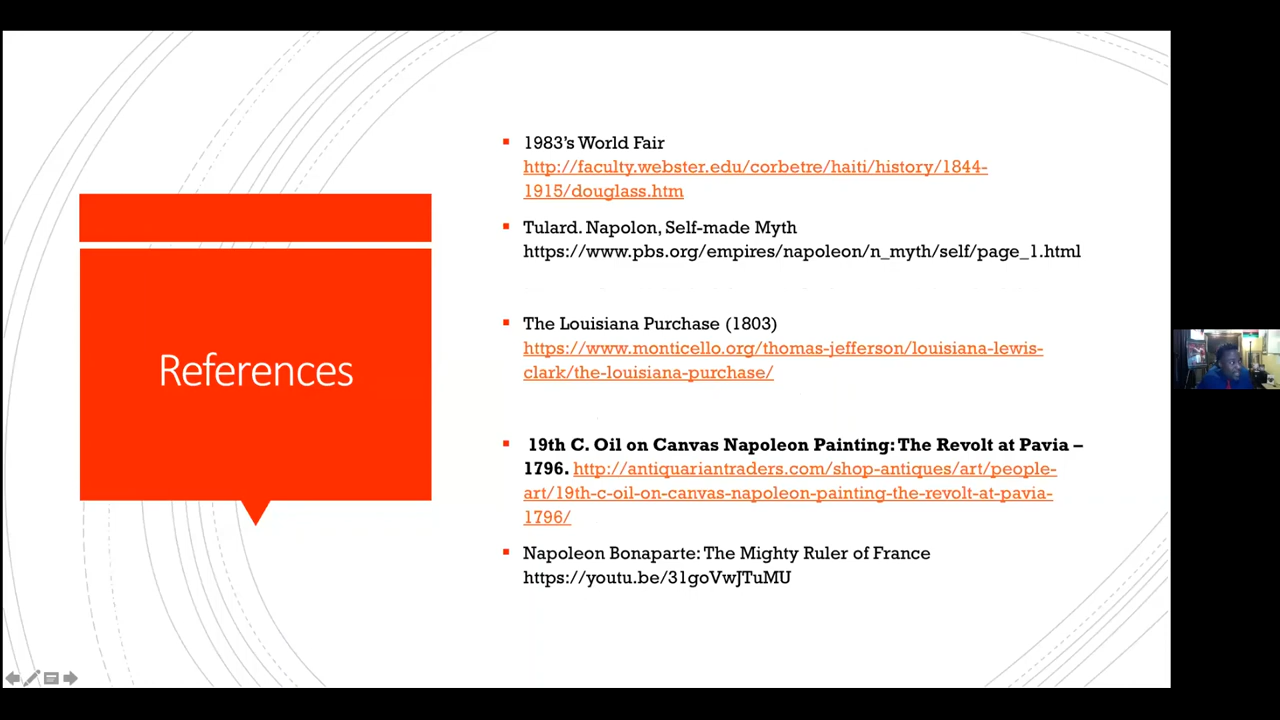 References
1983's World Fair
http://faculty.webster.edu/corbetre/haiti/history/1844-
1915/douglass.htm
Tulard. Napolon, Self-made Myth
https://www.pbs.org/empires/napoleon/n_myth/self/page_1.html
The Louisiana Purchase (1803)
https://www.monticello.org/thomas-jefferson/louisiana-lewis-
clark/the-louisiana-purchase/
19th C. Oil on Canvas Napoleon Painting: The Revolt at Pavia –
1796. http://antiquariantraders.com/shop-antiques/art/people-
art/19th-c-oil-on-canvas-napoleon-painting-the-revolt-at-pavia-
1796/
Napoleon Bonaparte: The Mighty Ruler of France
https://youtu.be/31goVwJTuMU